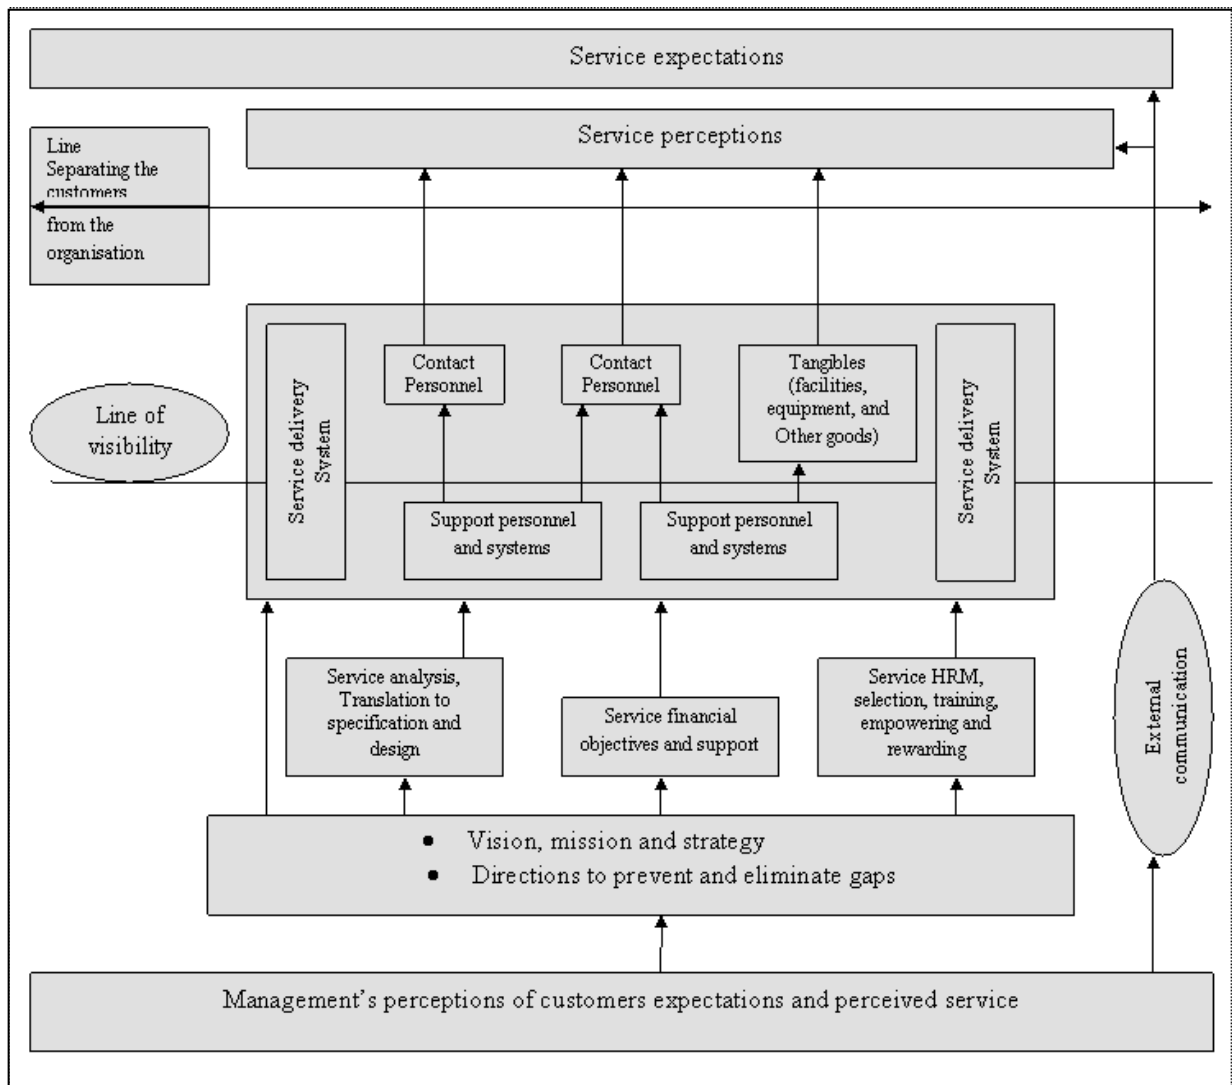 Service expectations
Service perceptions
Line
Separating the
customers
from the
organisation
Contact
Personnel
Contact
Personnel
Tangibles
(facilities,
equipment, and
Other goods)
Service delivery
System
Service delivery
System
Line of
visibility
Support personnel
and systems
Support personnel
and systems
Service analysis,
Translation to
specification and
design
Service financial
objectives and support
Service HRM,
selection, training,
empowering and
rewarding
External
communication
● Vision, mission and strategy
● Directions to prevent and eliminate gaps
Management's perceptions of customers expectations and perceived service